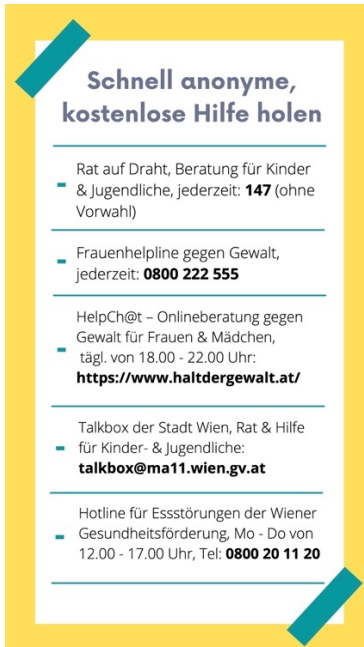 Schnell anonyme,
kostenlose Hilfe holen
- Rat auf Draht, Beratung für Kinder
& Jugendliche, jederzeit: 147 (ohne
Vorwahl)
- Frauenhelpline gegen Gewalt,
jederzeit: 0800 222 555
- HelpCh@t – Onlineberatung gegen
Gewalt für Frauen & Mädchen,
tägl. von 18.00 - 22.00 Uhr:
https://www.haltdergewalt.at/
- Talkbox der Stadt Wien, Rat & Hilfe
für Kinder- & Jugendliche:
talkbox@ma11.wien.gv.at
- Hotline für Essstörungen der Wiener
Gesundheitsförderung, Mo - Do von
12.00 - 17.00 Uhr, Tel: 0800 20 11 20